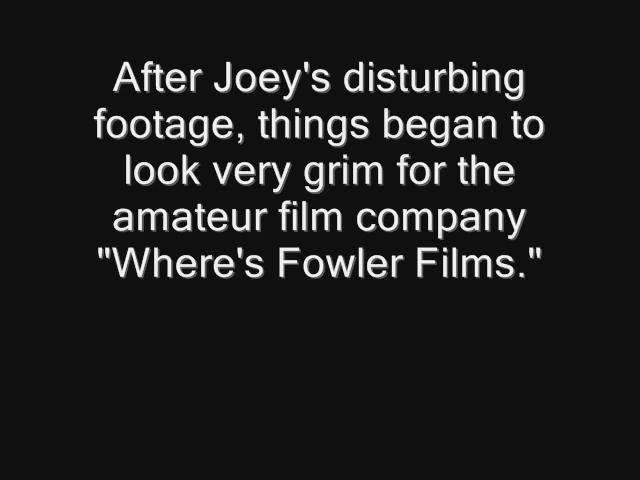 After Joey's disturbing
footage, things began to
look very grim for the
amateur film company
"Where's Fowler Films."